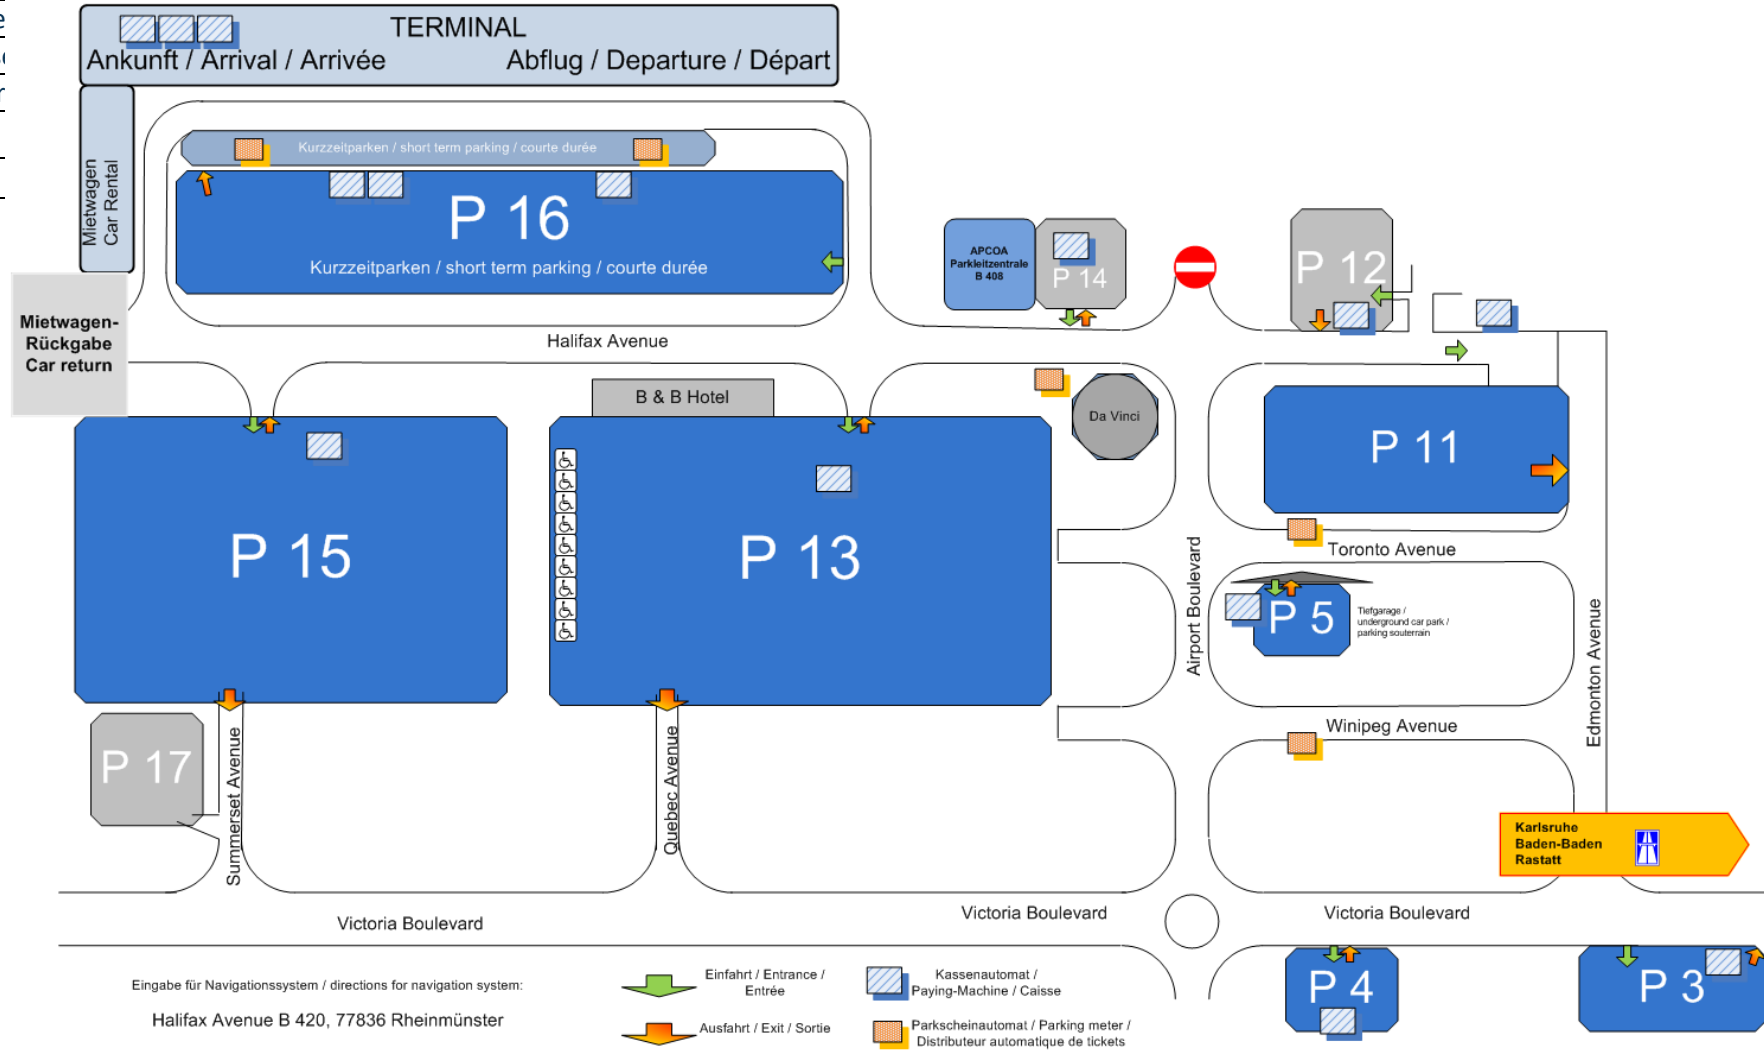 TERMINAL
Ankunft / Arrival / Arrivée
Abflug / Departure / Départ
Mietwagen
Car Rental
Kurzzeitparken / short term parking / courte durée
P 16
Kurzzeitparken / short term parking / courte durée
APCOA
Parkleitzentrale
B 408
P 14
P 12
Mietwagen-
Rückgabe
Car return
Halifax Avenue
B & B Hotel
Da Vinci
P 11
P 15
P 13
Toronto Avenue
Airport Boulevard
P 5
Tiefgarage /
underground car park /
parking souterrain
Edmonton Avenue
Winipeg Avenue
P 17
Summerset Avenue
Quebec Avenue
Karlsruhe
Baden-Baden
Rastatt
Victoria Boulevard
Victoria Boulevard
Victoria Boulevard
P 4
P 3
Eingabe für Navigationssystem / directions for navigation system:
Halifax Avenue B 420, 77836 Rheinmünster
Einfahrt / Entrance /
Entrée
Ausfahrt / Exit / Sortie
Kassenautomat /
Paying-Machine / Caisse
Parkscheinautomat / Parking meter /
Distributeur automatique de tickets